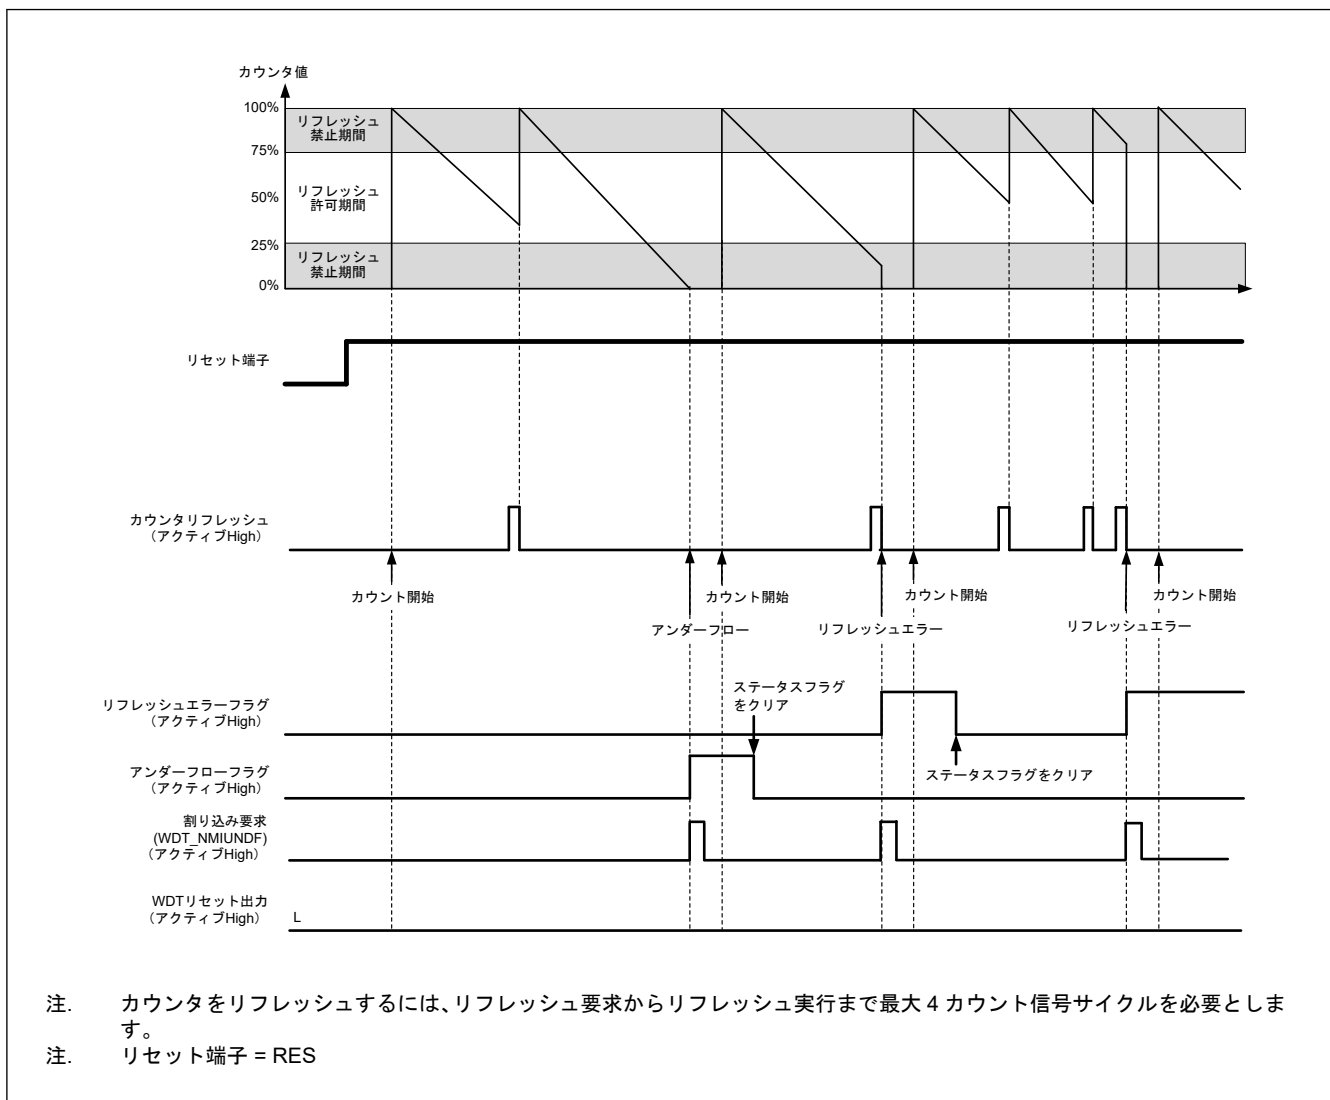 カウンタ値
100%
リフレッシュ
禁止期間
75%
リフレッシュ
許可期間
50%
25%
リフレッシュ
禁止期間
0%
リセット端子
カウンタリフレッシュ
（アクティブHigh）
カウント開始
カウント開始
カウント開始
カウント開始
アンダーフロー
リフレッシュエラー
リフレッシュエラー
ステータスフラグ
をクリア
リフレッシュエラーフラグ
（アクティブHigh）
アンダーフローフラグ
（アクティブHigh）
ステータスフラグをクリア
割り込み要求
(WDT_NMIUNDF)
（アクティブHigh）
WDTリセット出力
（アクティブHigh）
L
注. カウンタをリフレッシュするには、リフレッシュ要求からリフレッシュ実行まで最大 4 カウント信号サイクルを必要としま
す。
注. リセット端子 = RES